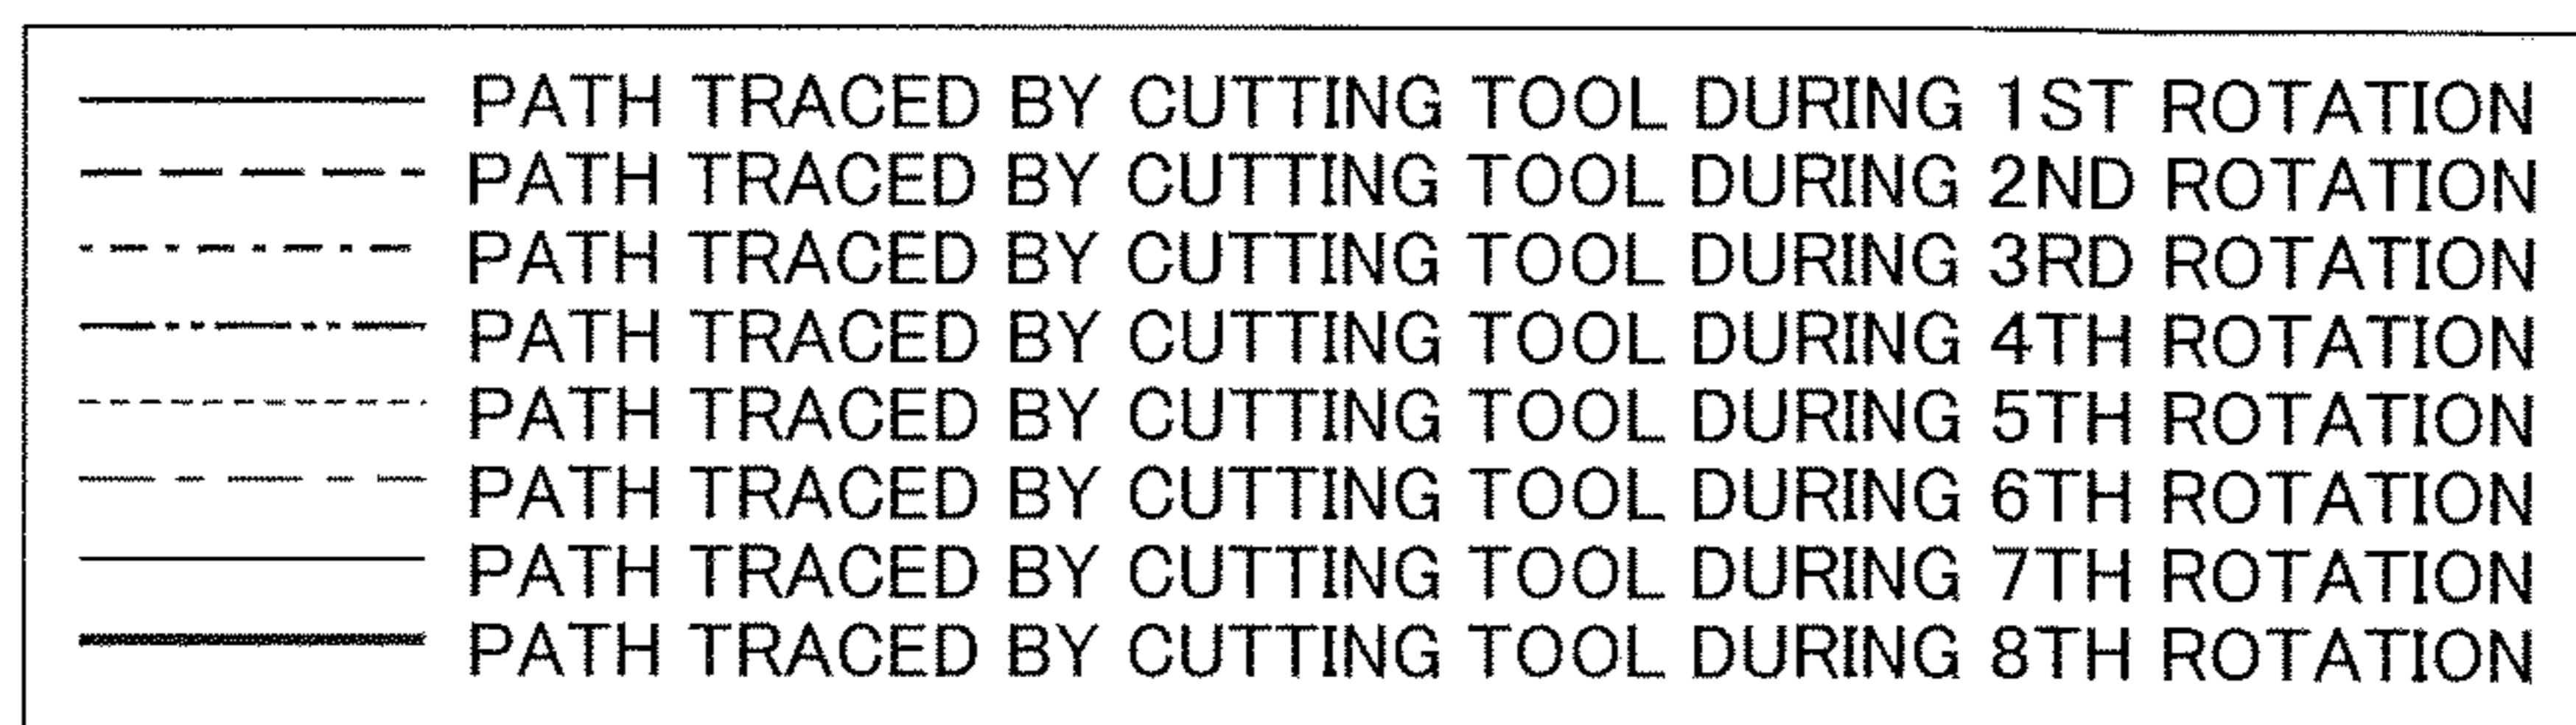 PATH TRACED BY CUTTING TOOL DURING 1ST ROTATION
PATH TRACED BY CUTTING TOOL DURING 2ND ROTATION
PATH TRACED BY CUTTING TOOL DURING 3RD ROTATION
PATH TRACED BY CUTTING TOOL DURING 4TH ROTATION
PATH TRACED BY CUTTING TOOL DURING 5TH ROTATION
PATH TRACED BY CUTTING TOOL DURING 6TH ROTATION
PATH TRACED BY CUTTING TOOL DURING 7TH ROTATION
PATH TRACED BY CUTTING TOOL DURING 8TH ROTATION